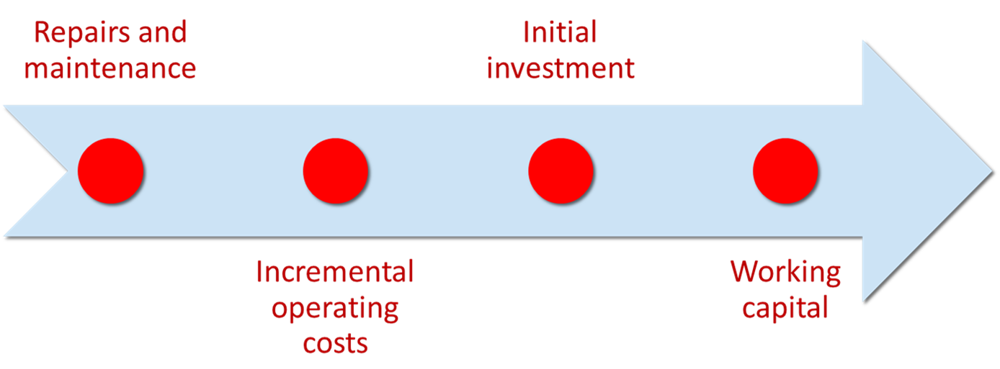 Repairs and
maintenance
Incremental
operating
costs
Initial
investment
Working
capital